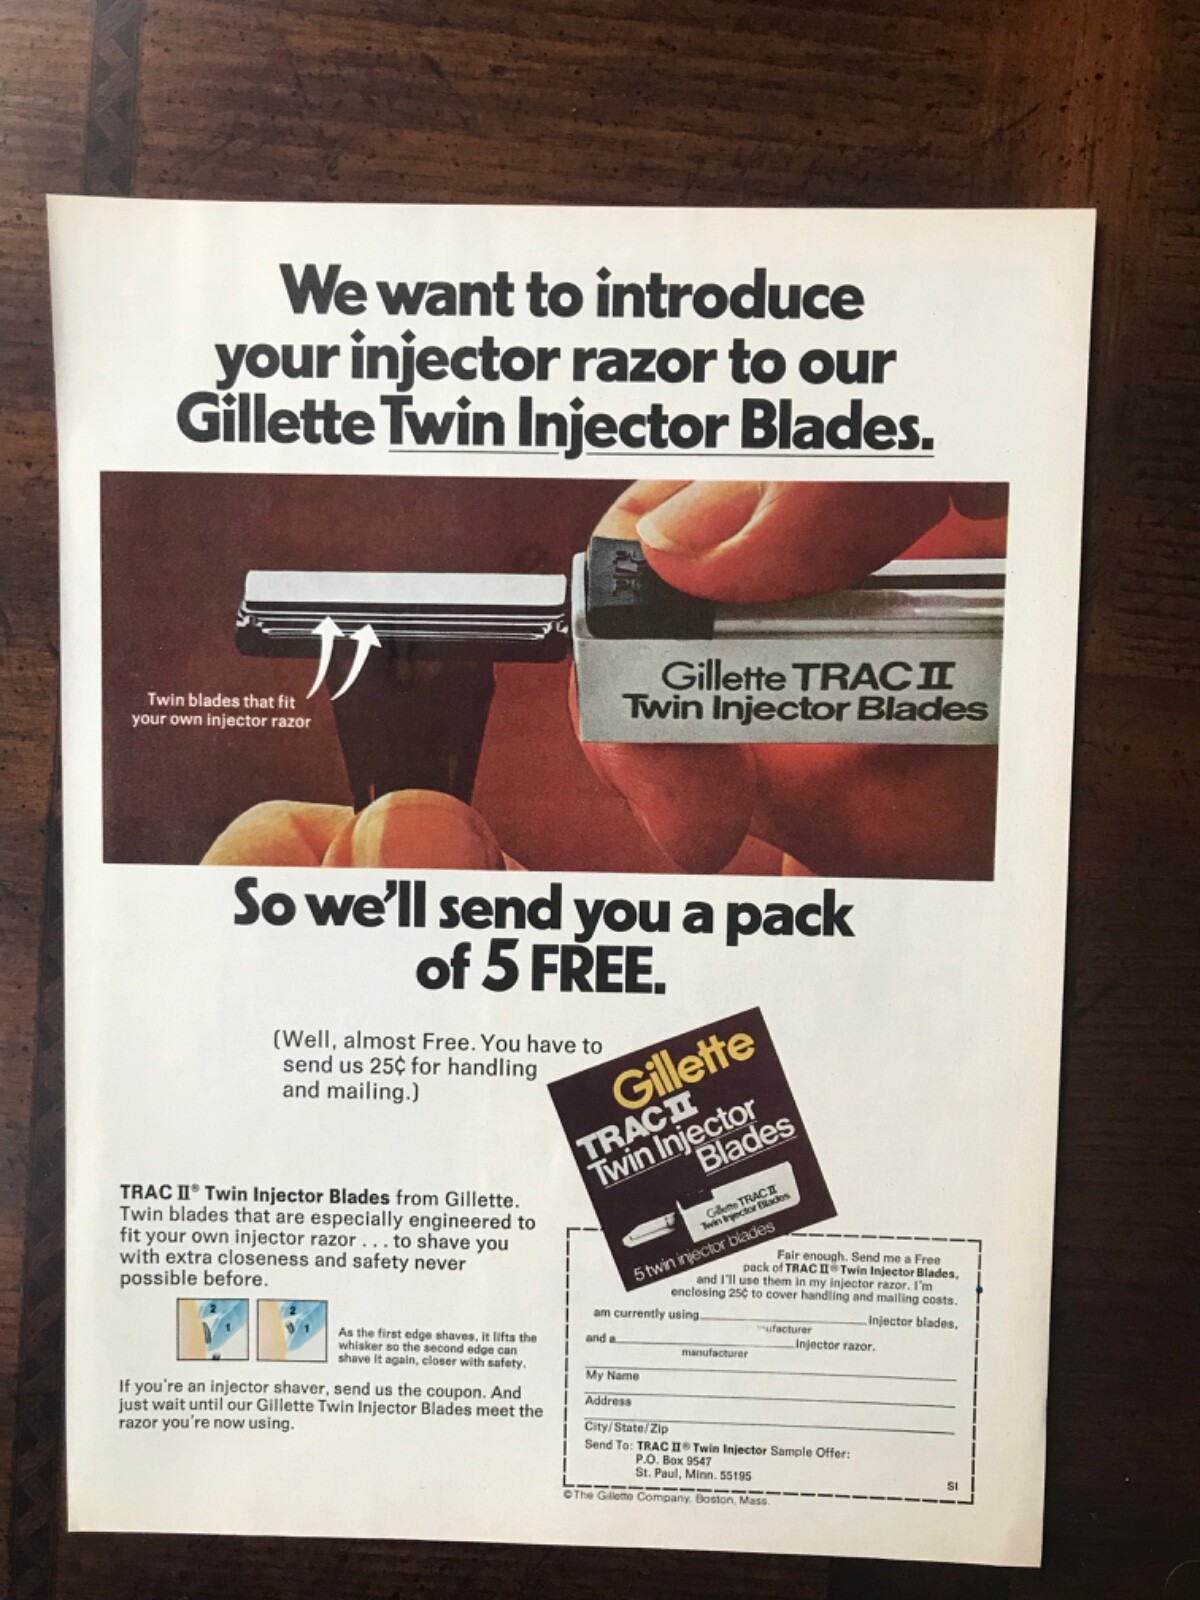 We want to introduce
your injector razor to our
Gillette Twin Injector Blades.
Twin blades that fit
your own injector razor
Gillette TRAC II
Twin Injector Blades
So we'll send you a pack
of 5 FREE.
(Well, almost Free. You have to
send us 25¢ for handling
and mailing.)
Gillette
TRAC II
Twin Injector
Blades
Gillette TRAC II
Twin Injector Blades
5 twin injector blades
TRAC II® Twin Injector Blades from Gillette.
Twin blades that are especially engineered to
fit your own injector razor . . . to shave you
with extra closeness and safety never
possible before.
2
1
2
1
As the first edge shaves, it lifts the
whisker so the second edge can
shave it again, closer with safety.
If you're an injector shaver, send us the coupon. And
just wait until our Gillette Twin Injector Blades meet the
razor you're now using.
Fair enough. Send me a Free
pack of TRAC II® Twin Injector Blades,
and I'll use them in my injector razor. I'm
enclosing 25¢ to cover handling and mailing costs.
am currently using injector blades,
ufacturer
and a injector razor.
manufacturer
My Name
Address
City/State/Zip
Send To: TRAC II® Twin Injector Sample Offer:
P.O. Box 9547
St. Paul, Minn. 55195
SI
© The Gillette Company, Boston, Mass.